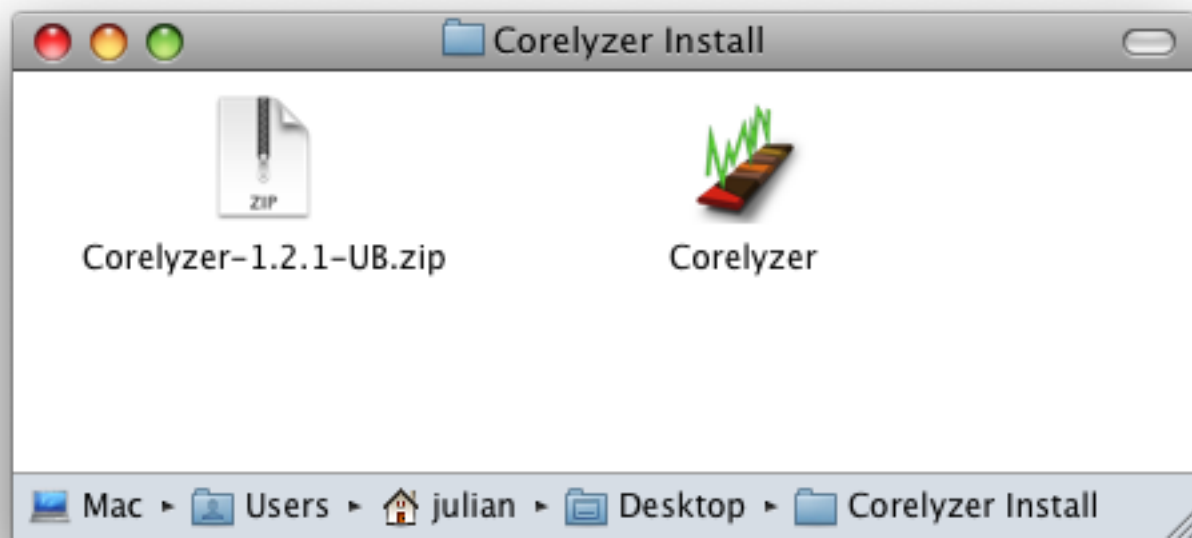 Corelyzer Install
ZIP
Corelyzer-1.2.1-UB.zip
Corelyzer
Mac ▸ Users ▸ julian ▸ Desktop ▸ Corelyzer Install